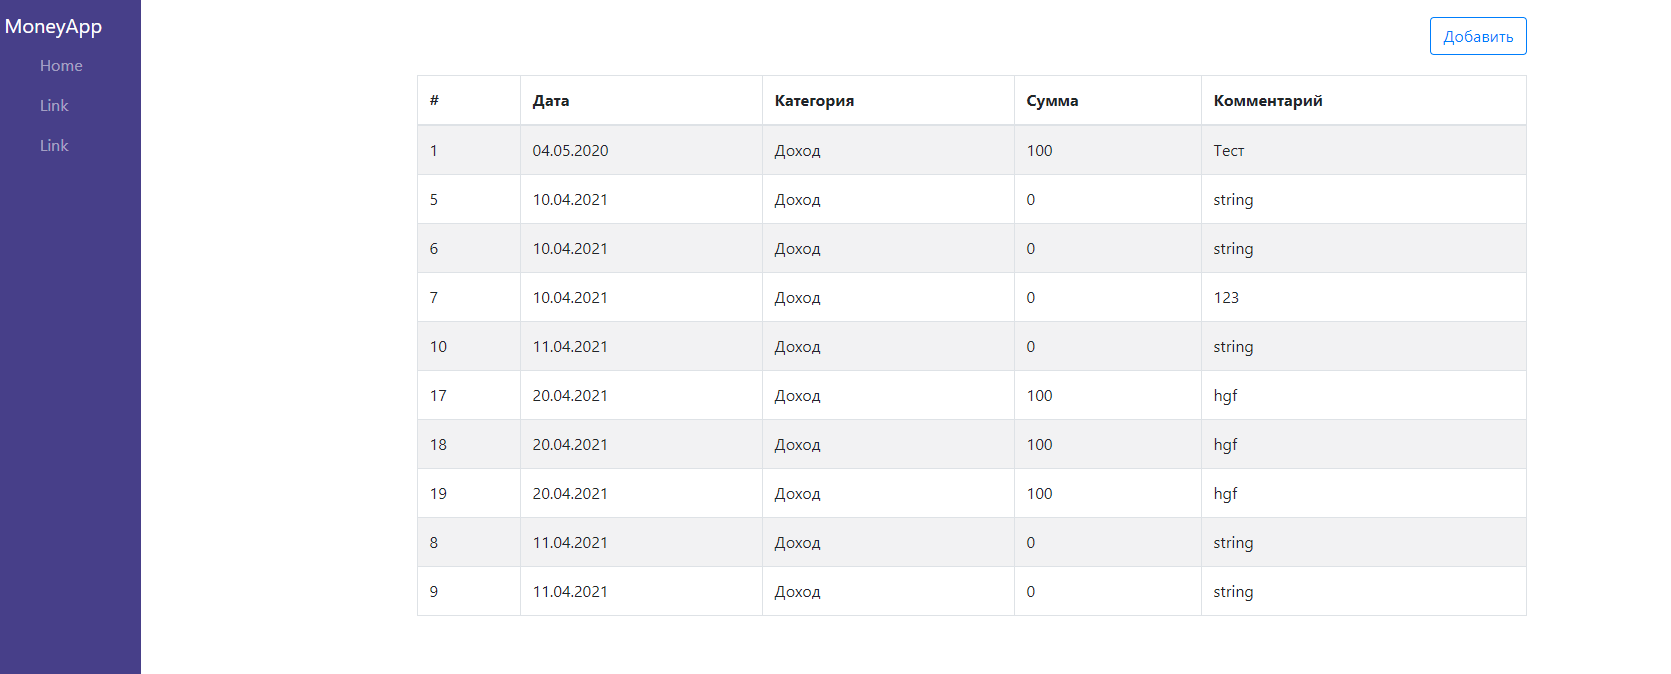 MoneyApp
Home
Link
Link
Добавить
# Дата Категория Сумма Комментарий
1 04.05.2020 Доход 100 Тест
5 10.04.2021 Доход 0 string
6 10.04.2021 Доход 0 string
7 10.04.2021 Доход 0 123
10 11.04.2021 Доход 0 string
17 20.04.2021 Доход 100 hgf
18 20.04.2021 Доход 100 hgf
19 20.04.2021 Доход 100 hgf
8 11.04.2021 Доход 0 string
9 11.04.2021 Доход 0 string